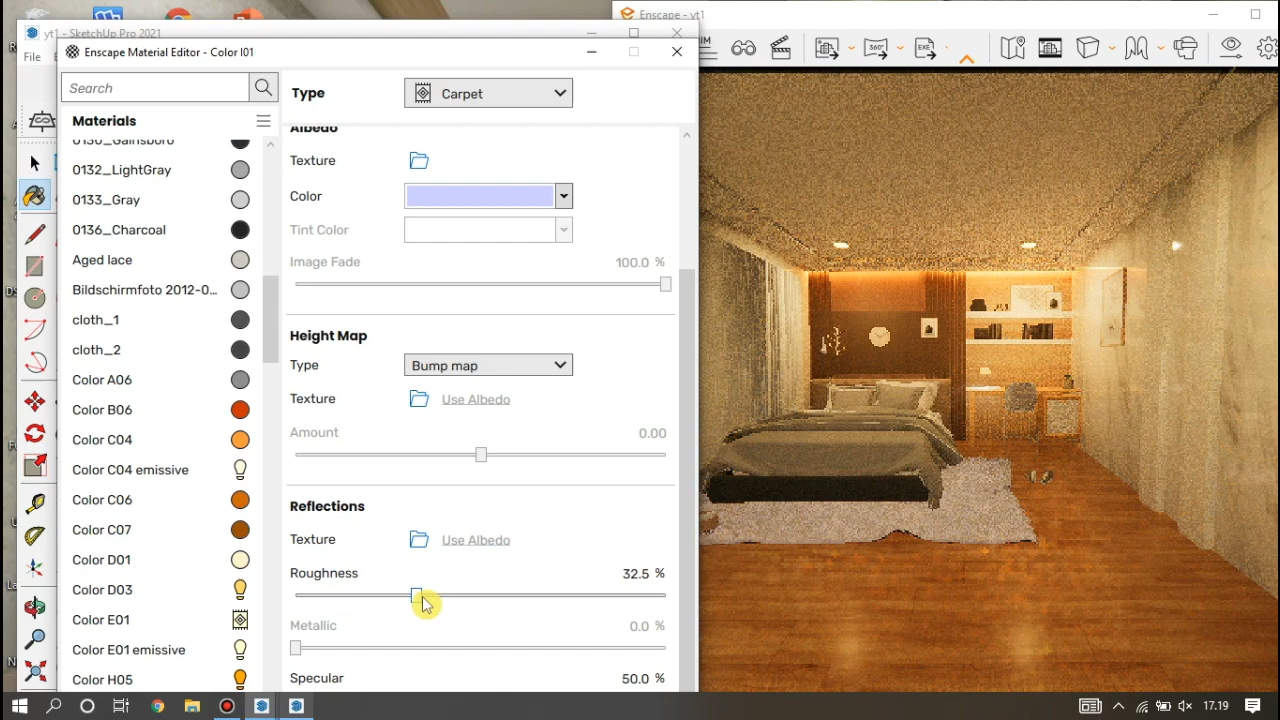 yt1 - SketchUp Pro 2021
Enscape - yt1
File
Enscape Material Editor - Color I01
Search
Materials
0132_LightGray
0133_Gray
0136_Charcoal
Aged lace
Bildschirmfoto 2012-0...
cloth_1
cloth_2
Color A06
Color B06
Color C04
Color C04 emissive
Color C06
Color C07
Color D01
Color D03
Color E01
Color E01 emissive
Color H05
Type
Carpet
Albedo
Texture
Color
Tint Color
Image Fade
100.0 %
Height Map
Type
Bump map
Texture
Use Albedo
Amount
0.00
Reflections
Texture
Use Albedo
Roughness
32.5 %
Metallic
0.0 %
Specular
50.0 %
360°
EXE
17.19